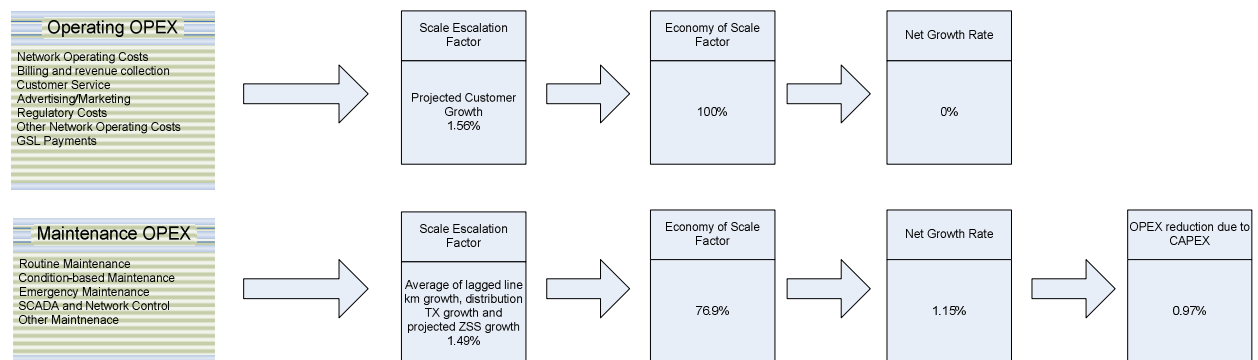 Operating OPEX
Network Operating Costs
Billing and revenue collection
Customer Service
Advertising/Marketing
Regulatory Costs
Other Network Operating Costs
GSL Payments
Scale Escalation
Factor
Projected Customer
Growth
1.56%
Economy of Scale
Factor
100%
Net Growth Rate
0%
Maintenance OPEX
Routine Maintenance
Condition-based Maintenance
Emergency Maintenance
SCADA and Network Control
Other Maintnenace
Scale Escalation
Factor
Average of lagged line
km growth, distribution
TX growth and
projected ZSS growth
1.49%
Economy of Scale
Factor
76.9%
Net Growth Rate
1.15%
OPEX reduction due to
CAPEX
0.97%